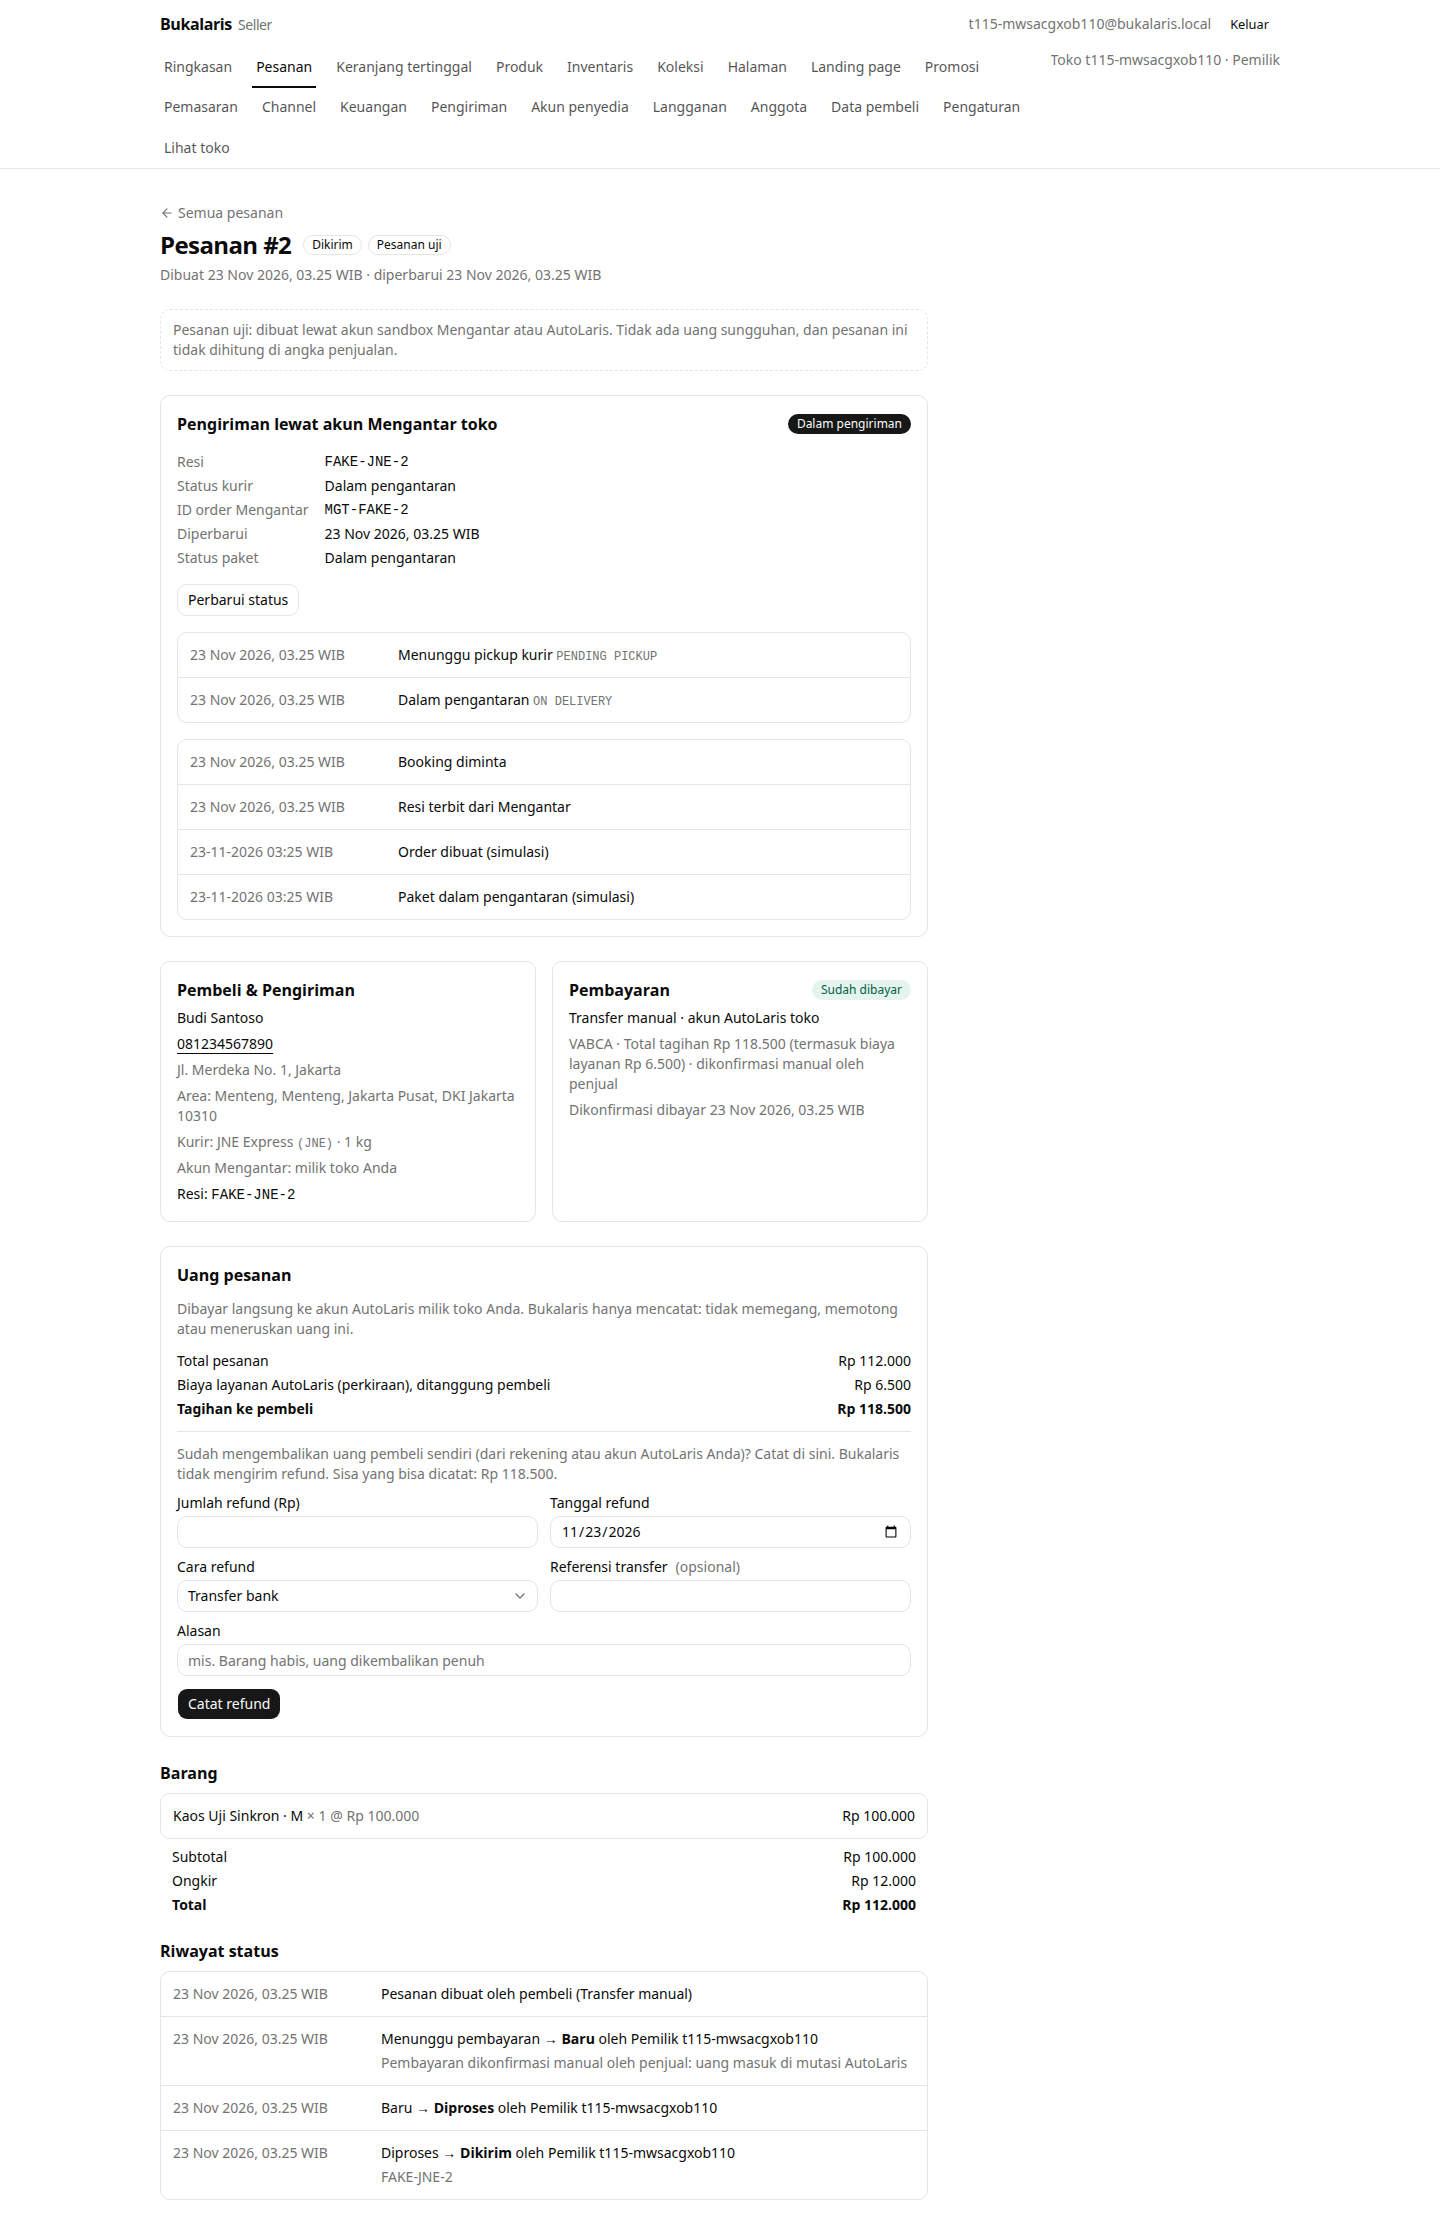 Bukalaris Seller
t115-mwsacgxob110@bukalaris.local Keluar
Ringkasan Pesanan Keranjang tertinggal Produk Inventaris Koleksi Halaman Landing page Promosi
Toko t115-mwsacgxob110 · Pemilik
Pemasaran Channel Keuangan Pengiriman Akun penyedia Langganan Anggota Data pembeli Pengaturan
Lihat toko
← Semua pesanan
Pesanan #2 Dikirim Pesanan uji
Dibuat 23 Nov 2026, 03.25 WIB · diperbarui 23 Nov 2026, 03.25 WIB
Pesanan uji: dibuat lewat akun sandbox Mengantar atau AutoLaris. Tidak ada uang sungguhan, dan pesanan ini
tidak dihitung di angka penjualan.
Pengiriman lewat akun Mengantar toko Dalam pengiriman
Resi FAKE-JNE-2
Status kurir Dalam pengantaran
ID order Mengantar MGT-FAKE-2
Diperbarui 23 Nov 2026, 03.25 WIB
Status paket Dalam pengantaran
Perbarui status
23 Nov 2026, 03.25 WIB Menunggu pickup kurir PENDING PICKUP
23 Nov 2026, 03.25 WIB Dalam pengantaran ON DELIVERY
23 Nov 2026, 03.25 WIB Booking diminta
23 Nov 2026, 03.25 WIB Resi terbit dari Mengantar
23-11-2026 03:25 WIB Order dibuat (simulasi)
23-11-2026 03:25 WIB Paket dalam pengantaran (simulasi)
Pembeli & Pengiriman
Budi Santoso
081234567890
Jl. Merdeka No. 1, Jakarta
Area: Menteng, Menteng, Jakarta Pusat, DKI Jakarta
10310
Kurir: JNE Express (JNE) · 1 kg
Akun Mengantar: milik toko Anda
Resi: FAKE-JNE-2
Pembayaran Sudah dibayar
Transfer manual · akun AutoLaris toko
VABCA · Total tagihan Rp 118.500 (termasuk biaya
layanan Rp 6.500) · dikonfirmasi manual oleh
penjual
Dikonfirmasi dibayar 23 Nov 2026, 03.25 WIB
Uang pesanan
Dibayar langsung ke akun AutoLaris milik toko Anda. Bukalaris hanya mencatat: tidak memegang, memotong
atau meneruskan uang ini.
Total pesanan Rp 112.000
Biaya layanan AutoLaris (perkiraan), ditanggung pembeli Rp 6.500
Tagihan ke pembeli Rp 118.500
Sudah mengembalikan uang pembeli sendiri (dari rekening atau akun AutoLaris Anda)? Catat di sini. Bukalaris
tidak mengirim refund. Sisa yang bisa dicatat: Rp 118.500.
Jumlah refund (Rp) Tanggal refund
11/23/2026
Cara refund Referensi transfer (opsional)
Transfer bank
Alasan
mis. Barang habis, uang dikembalikan penuh
Catat refund
Barang
Kaos Uji Sinkron · M × 1 @ Rp 100.000 Rp 100.000
Subtotal Rp 100.000
Ongkir Rp 12.000
Total Rp 112.000
Riwayat status
23 Nov 2026, 03.25 WIB Pesanan dibuat oleh pembeli (Transfer manual)
23 Nov 2026, 03.25 WIB Menunggu pembayaran → Baru oleh Pemilik t115-mwsacgxob110
Pembayaran dikonfirmasi manual oleh penjual: uang masuk di mutasi AutoLaris
23 Nov 2026, 03.25 WIB Baru → Diproses oleh Pemilik t115-mwsacgxob110
23 Nov 2026, 03.25 WIB Diproses → Dikirim oleh Pemilik t115-mwsacgxob110
FAKE-JNE-2